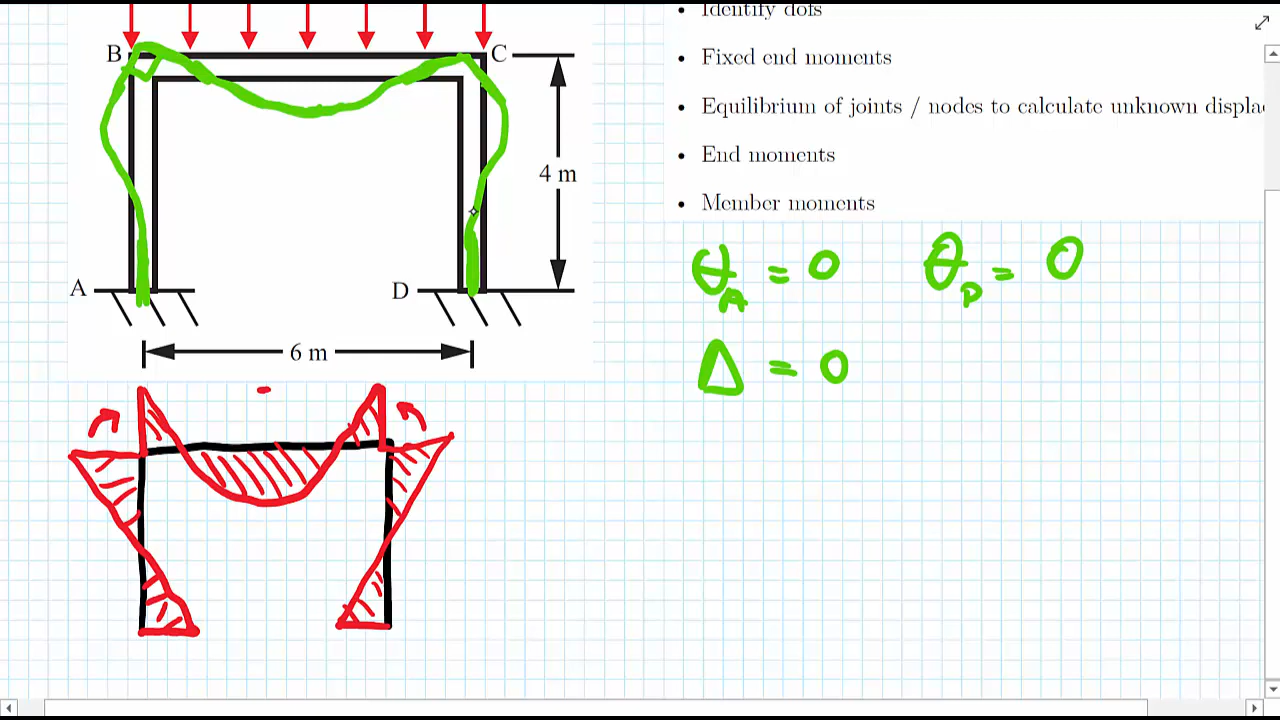 B
C
4 m
A
D
6 m
• Identify dofs
• Fixed end moments
• Equilibrium of joints / nodes to calculate unknown displac
• End moments
• Member moments
θA = 0 θD = 0
Δ = 0